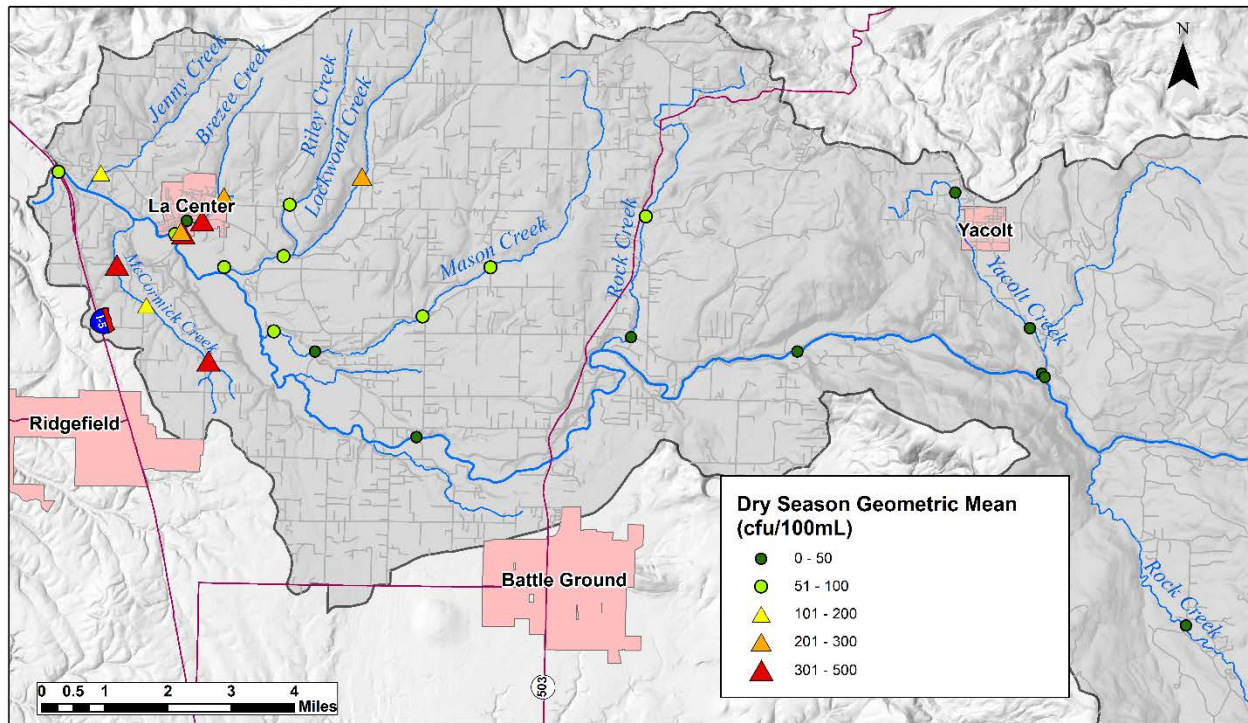 N
Jenny Creek
Brezee Creek
Riley Creek
Lockwood Creek
La Center
Mason Creek
Rock Creek
Yacolt
Yacolt Creek
McCormick Creek
I-5
Ridgefield
Battle Ground
503
Rock Creek
Dry Season Geometric Mean
(cfu/100mL)
0 - 50
51 - 100
101 - 200
201 - 300
301 - 500
0 0.5 1 2 3 4
Miles